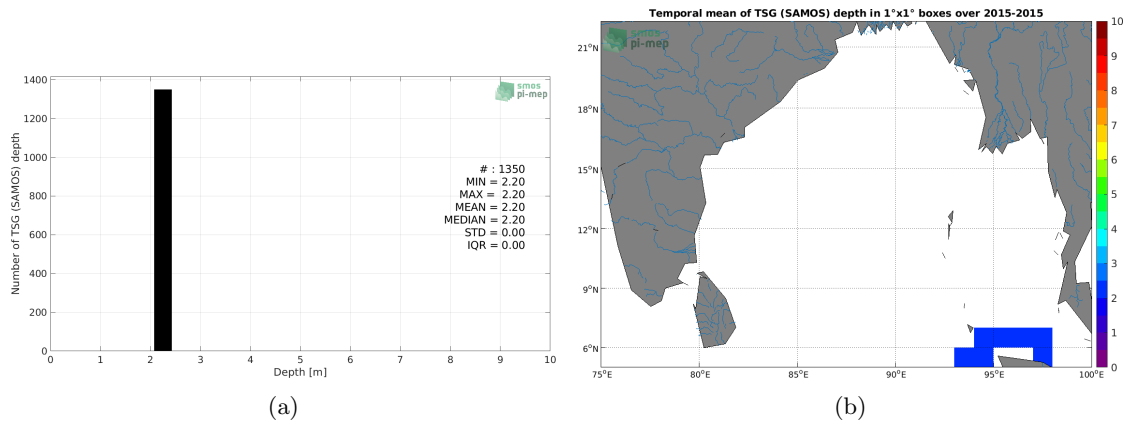 Temporal mean of TSG (SAMOS) depth in 1°x1° boxes over 2015-2015
smos
pi-mep
Number of TSG (SAMOS) depth
1400
1200
1000
800
600
400
200
0
# : 1350
MIN = 2.20
MAX = 2.20
MEAN = 2.20
MEDIAN = 2.20
STD = 0.00
IQR = 0.00
0 1 2 3 4 5 6 7 8 9 10
Depth [m]
(a)
smos
pi-mep
21°N
18°N
15°N
12°N
9°N
6°N
75°E 80°E 85°E 90°E 95°E 100°E
10
9
8
7
6
5
4
3
2
1
0
(b)